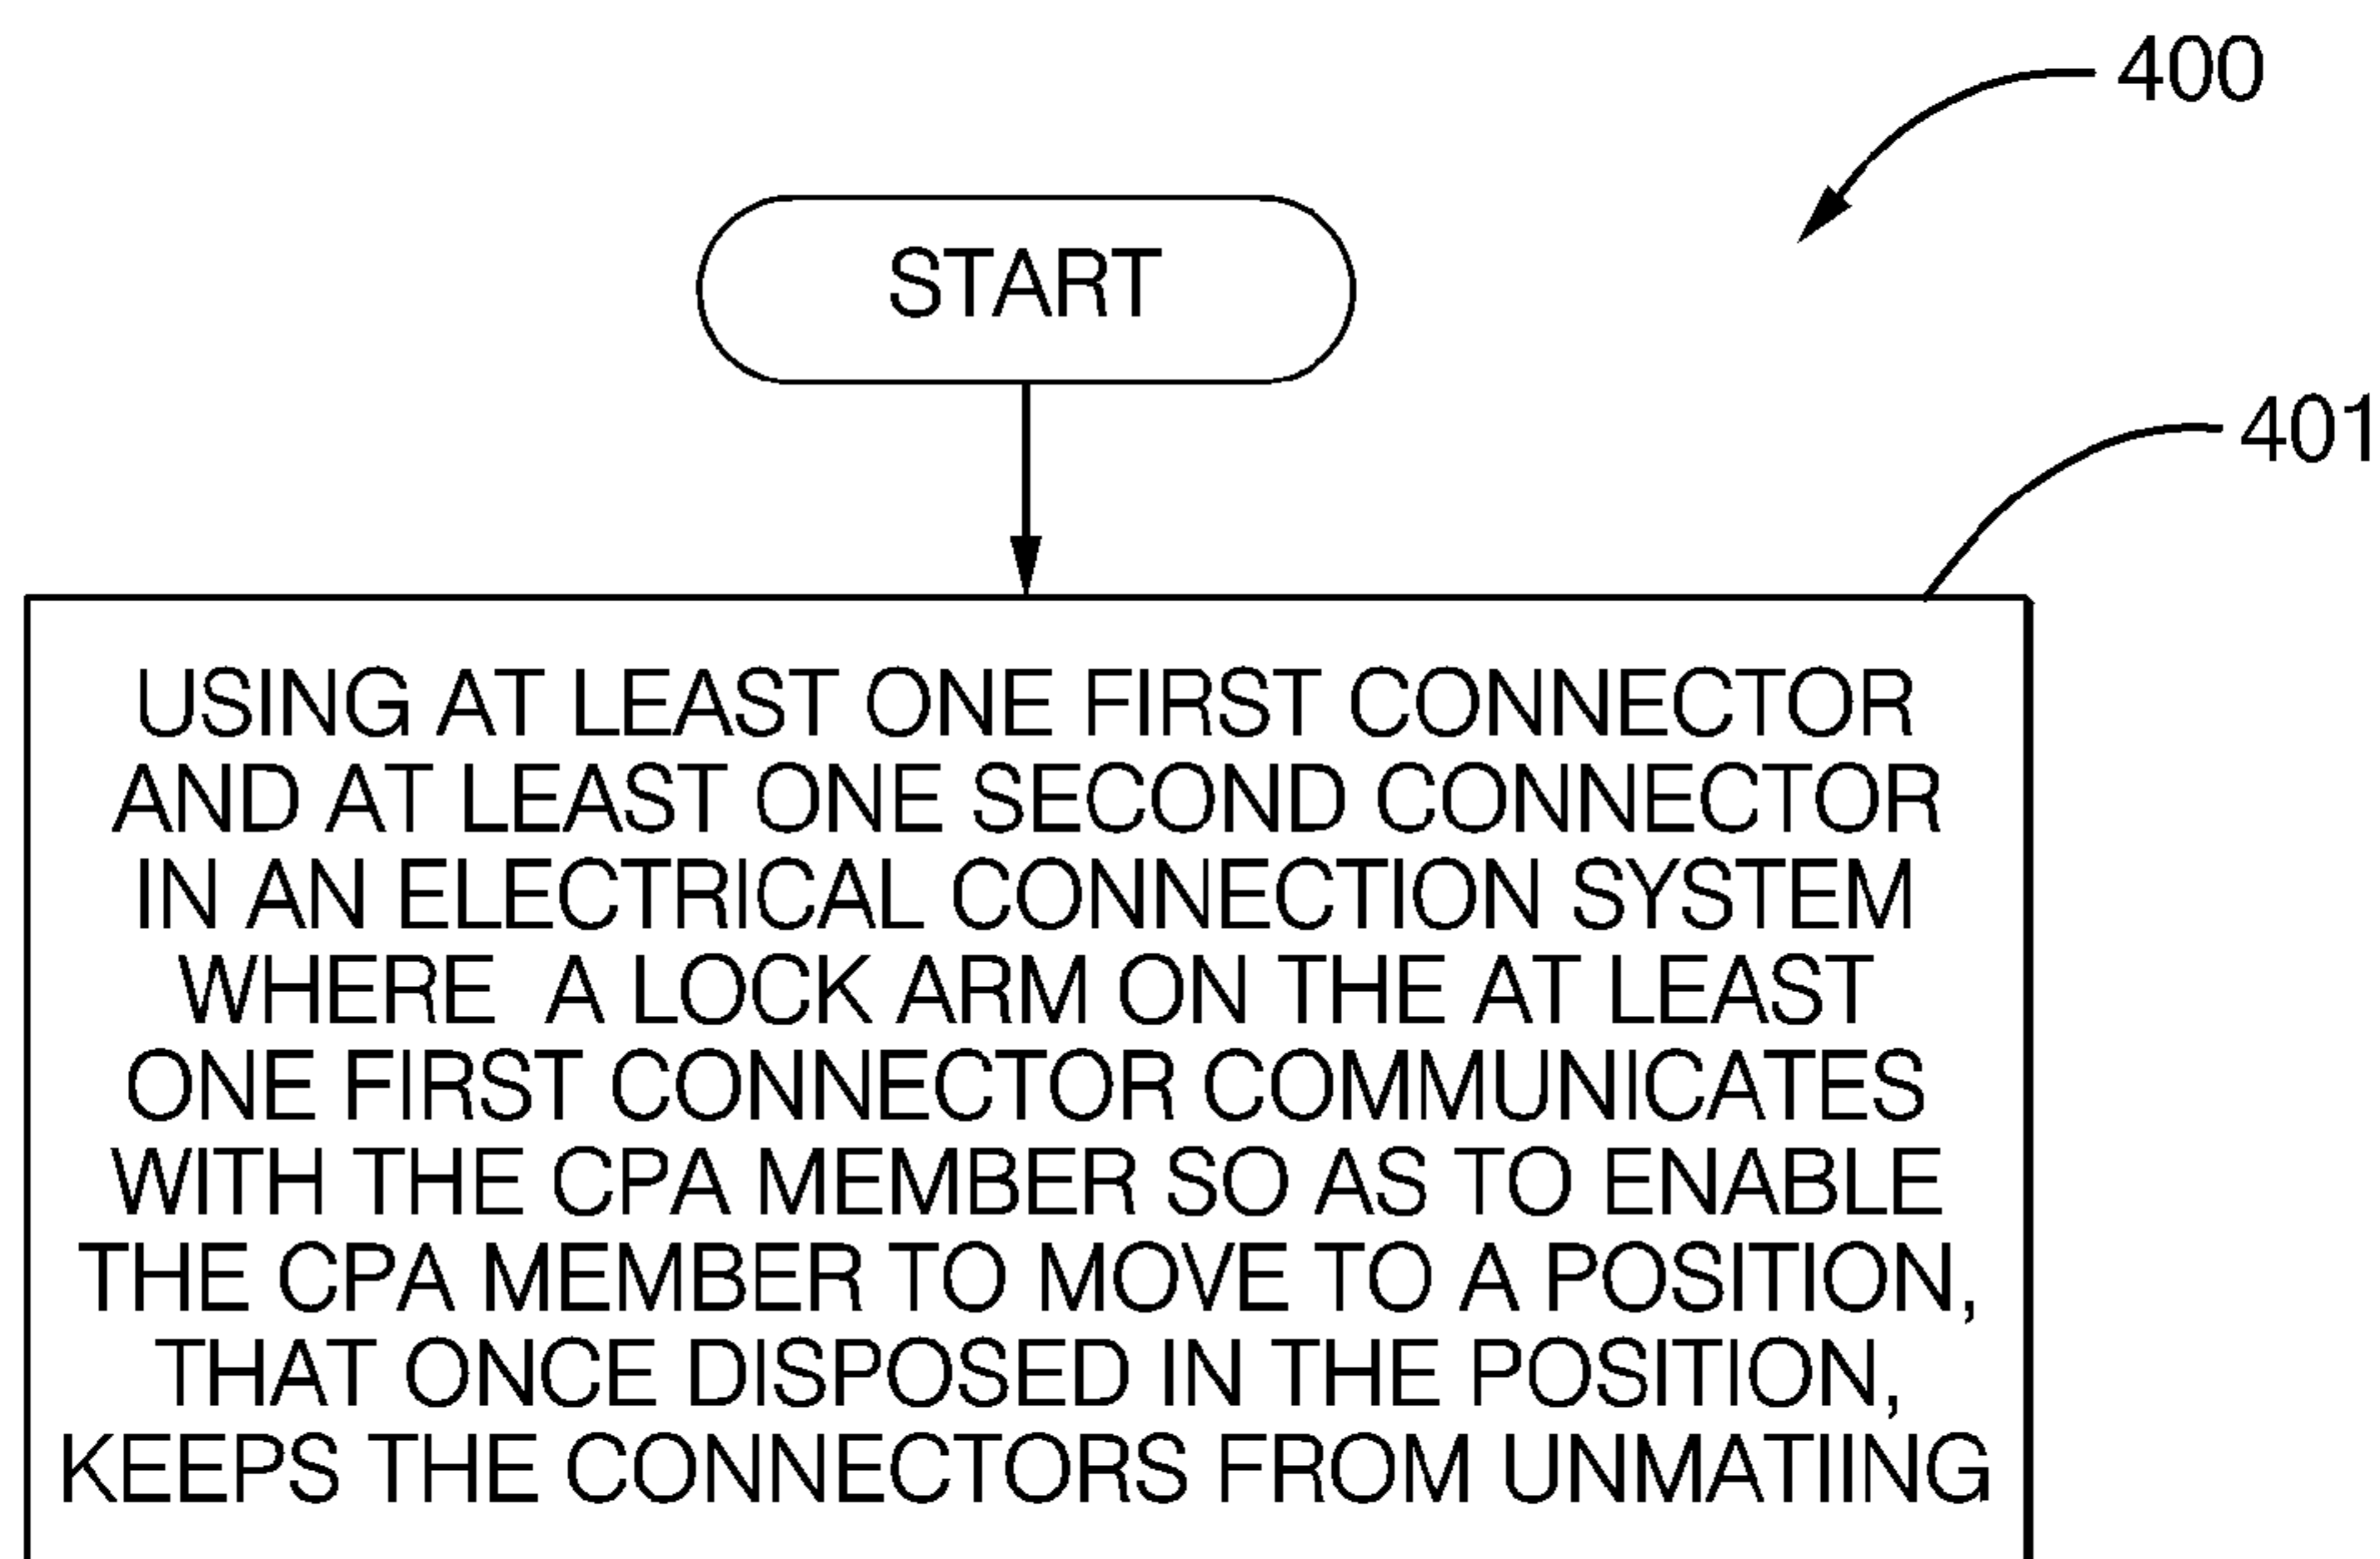 400
START
401
USING AT LEAST ONE FIRST CONNECTOR
AND AT LEAST ONE SECOND CONNECTOR
IN AN ELECTRICAL CONNECTION SYSTEM
WHERE A LOCK ARM ON THE AT LEAST
ONE FIRST CONNECTOR COMMUNICATES
WITH THE CPA MEMBER SO AS TO ENABLE
THE CPA MEMBER TO MOVE TO A POSITION,
THAT ONCE DISPOSED IN THE POSITION,
KEEPS THE CONNECTORS FROM UNMATIING